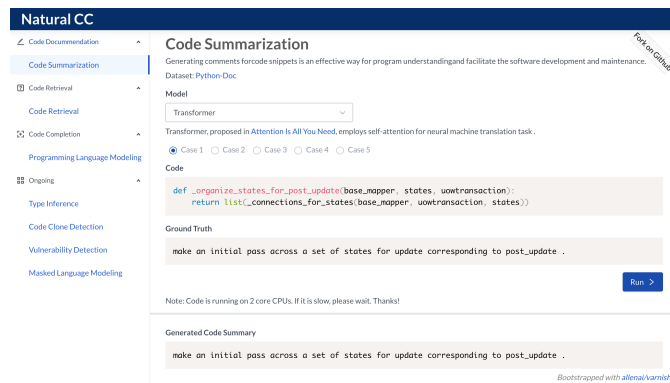 Natural CC
Code Docummendation
Code Summarization
Code Retrieval
Code Retrieval
Code Completion
Programming Language Modeling
Ongoing
Type Inference
Code Clone Detection
Vulnerability Detection
Masked Language Modeling
Fork on Github
Code Summarization
Generating comments forcode snippets is an effective way for program understandingand facilitate the software development and maintenance.
Dataset: Python-Doc
Model
Transformer
Transformer, proposed in Attention Is All You Need, employs self-attention for neural machine translation task .
Case 1 Case 2 Case 3 Case 4 Case 5
Code
def _organize_states_for_post_update(base_mapper, states, uowtransaction):
return list(_connections_for_states(base_mapper, uowtransaction, states))
Ground Truth
make an initial pass across a set of states for update corresponding to post_update .
Run >
Note: Code is running on 2 core CPUs. If it is slow, please wait. Thanks!
Generated Code Summary
make an initial pass across a set of states for update corresponding to post_update .
Bootstrapped with allenai/varnish